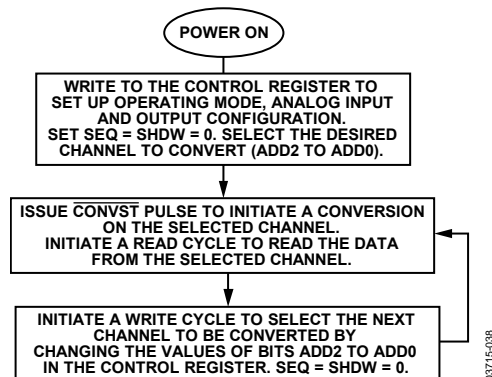 POWER ON
WRITE TO THE CONTROL REGISTER TO
SET UP OPERATING MODE, ANALOG INPUT
AND OUTPUT CONFIGURATION.
SET SEQ = SHDW = 0. SELECT THE DESIRED
CHANNEL TO CONVERT (ADD2 TO ADD0).
ISSUE CONVST PULSE TO INITIATE A CONVERSION
ON THE SELECTED CHANNEL.
INITIATE A READ CYCLE TO READ THE DATA
FROM THE SELECTED CHANNEL.
INITIATE A WRITE CYCLE TO SELECT THE NEXT
CHANNEL TO BE CONVERTED BY
CHANGING THE VALUES OF BITS ADD2 TO ADD0
IN THE CONTROL REGISTER. SEQ = SHDW = 0.
03715-038